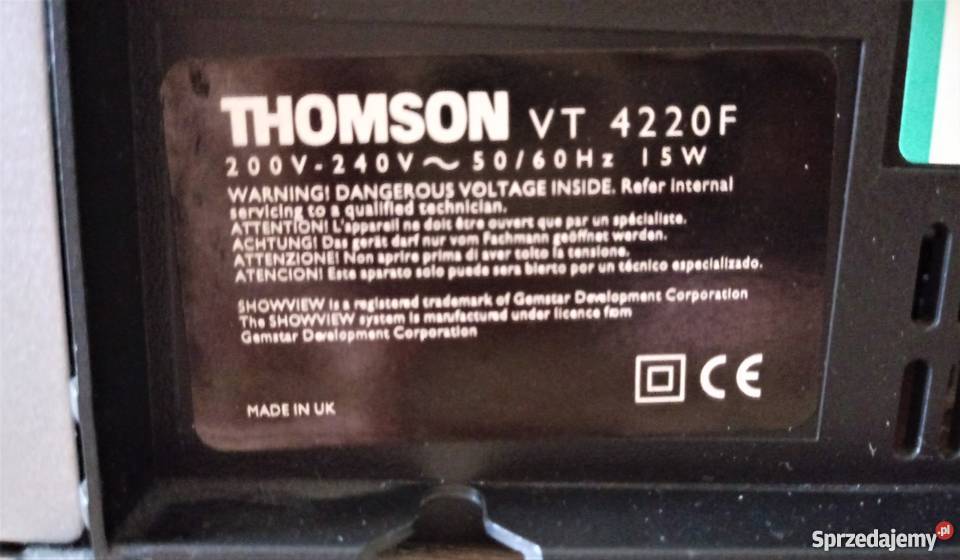 THOMSON VT 4220F
200V-240V~50/60Hz 15W
WARNING! DANGEROUS VOLTAGE INSIDE. Refer internal
servicing to a qualified technician.
ATTENTION! L'appareil ne doit être ouvert que par un spécialiste.
ACHTUNG! Das gerät darf nur vom Fachmann geöffnet werden.
ATTENZIONE! Non aprire prima di aver tolto la tensione.
ATENCION! Este aparato solo puede sera bierto por un técnico especializado.
SHOWVIEW is a registered trademark of Gemstar Development Corporation
The SHOWVIEW system is manufactured under licence from
Gemstar Development Corporation
CE
MADE IN UK
Sprzedajemy.pl